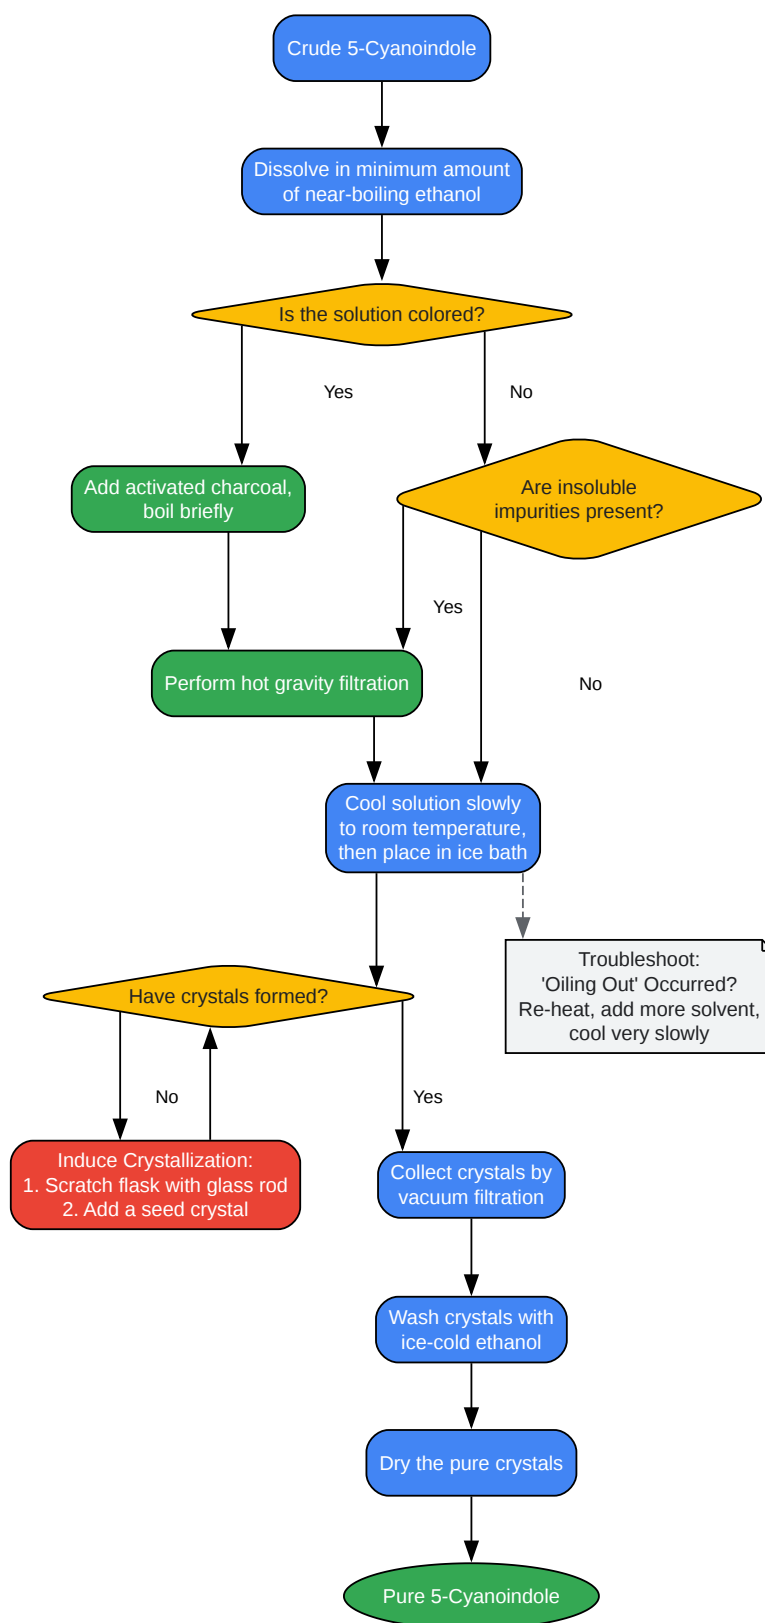 Crude 5-Cyanoindole
Dissolve in minimum amount
of near-boiling ethanol
Is the solution colored?
Yes
No
Add activated charcoal,
boil briefly
Are insoluble
impurities present?
Yes
Perform hot gravity filtration
No
Cool solution slowly
to room temperature,
then place in ice bath
Troubleshoot:
'Oiling Out' Occurred?
Re-heat, add more solvent,
cool very slowly
Have crystals formed?
No
Yes
Induce Crystallization:
1. Scratch flask with glass rod
2. Add a seed crystal
Collect crystals by
vacuum filtration
Wash crystals with
ice-cold ethanol
Dry the pure crystals
Pure 5-Cyanoindole